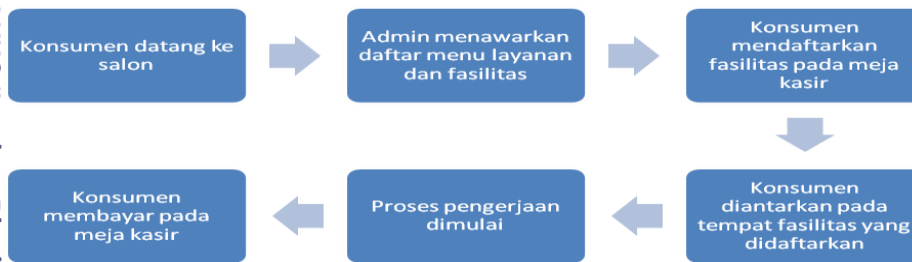 Konsumen datang ke
salon
Admin menawarkan
daftar menu layanan
dan fasilitas
Konsumen
mendaftarkan
fasilitas pada meja
kasir
Konsumen
diantarkan pada
tempat fasilitas yang
didaftarkan
Proses pengerjaan
dimulai
Konsumen
membayar pada
meja kasir